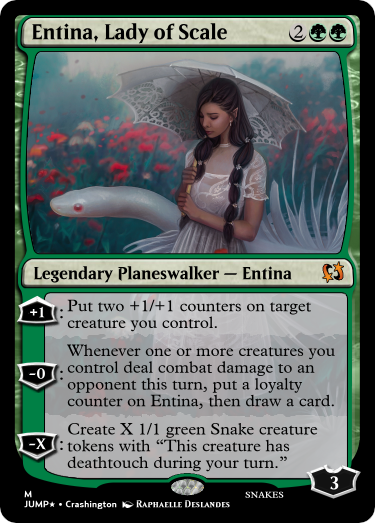 Entina, Lady of Scale 2
Legendary Planeswalker — Entina
+1: Put two +1/+1 counters on target
creature you control.
Whenever one or more creatures you
control deal combat damage to an
-0: opponent this turn, put a loyalty
counter on Entina, then draw a card.
-X: Create X 1/1 green Snake creature
tokens with “This creature has
deathtouch during your turn.”
3
M SNAKES
JUMP★ • Crashington RAPHAELLE DESLANDES